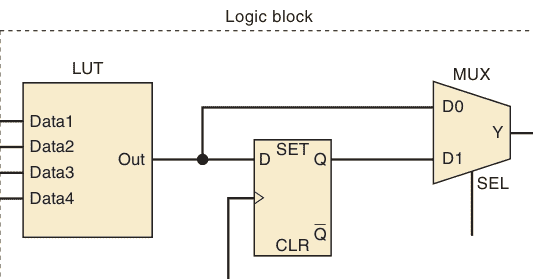 Logic block
LUT
MUX
Data1
Data2
Data3
Data4
Out
D
SET
Q
Q̅
CLR
D0
D1
Y
SEL